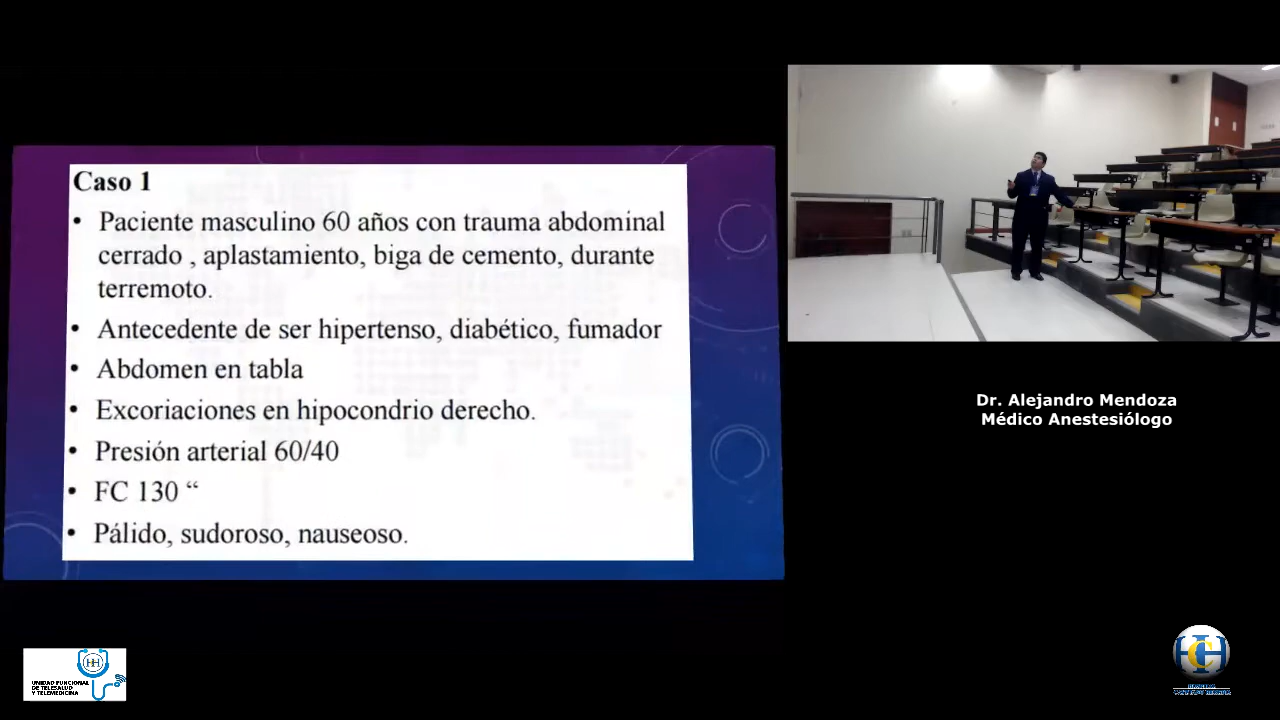 Caso 1
• Paciente masculino 60 años con trauma abdominal
cerrado , aplastamiento, biga de cemento, durante
terremoto.
• Antecedente de ser hipertenso, diabético, fumador
• Abdomen en tabla
• Excoriaciones en hipocondrio derecho.
• Presión arterial 60/40
• FC 130 “
• Pálido, sudoroso, nauseoso.
Dr. Alejandro Mendoza
Médico Anestesiólogo
UNIDAD FUNCIONAL
DE TELESALUD
Y TELEMEDICINA